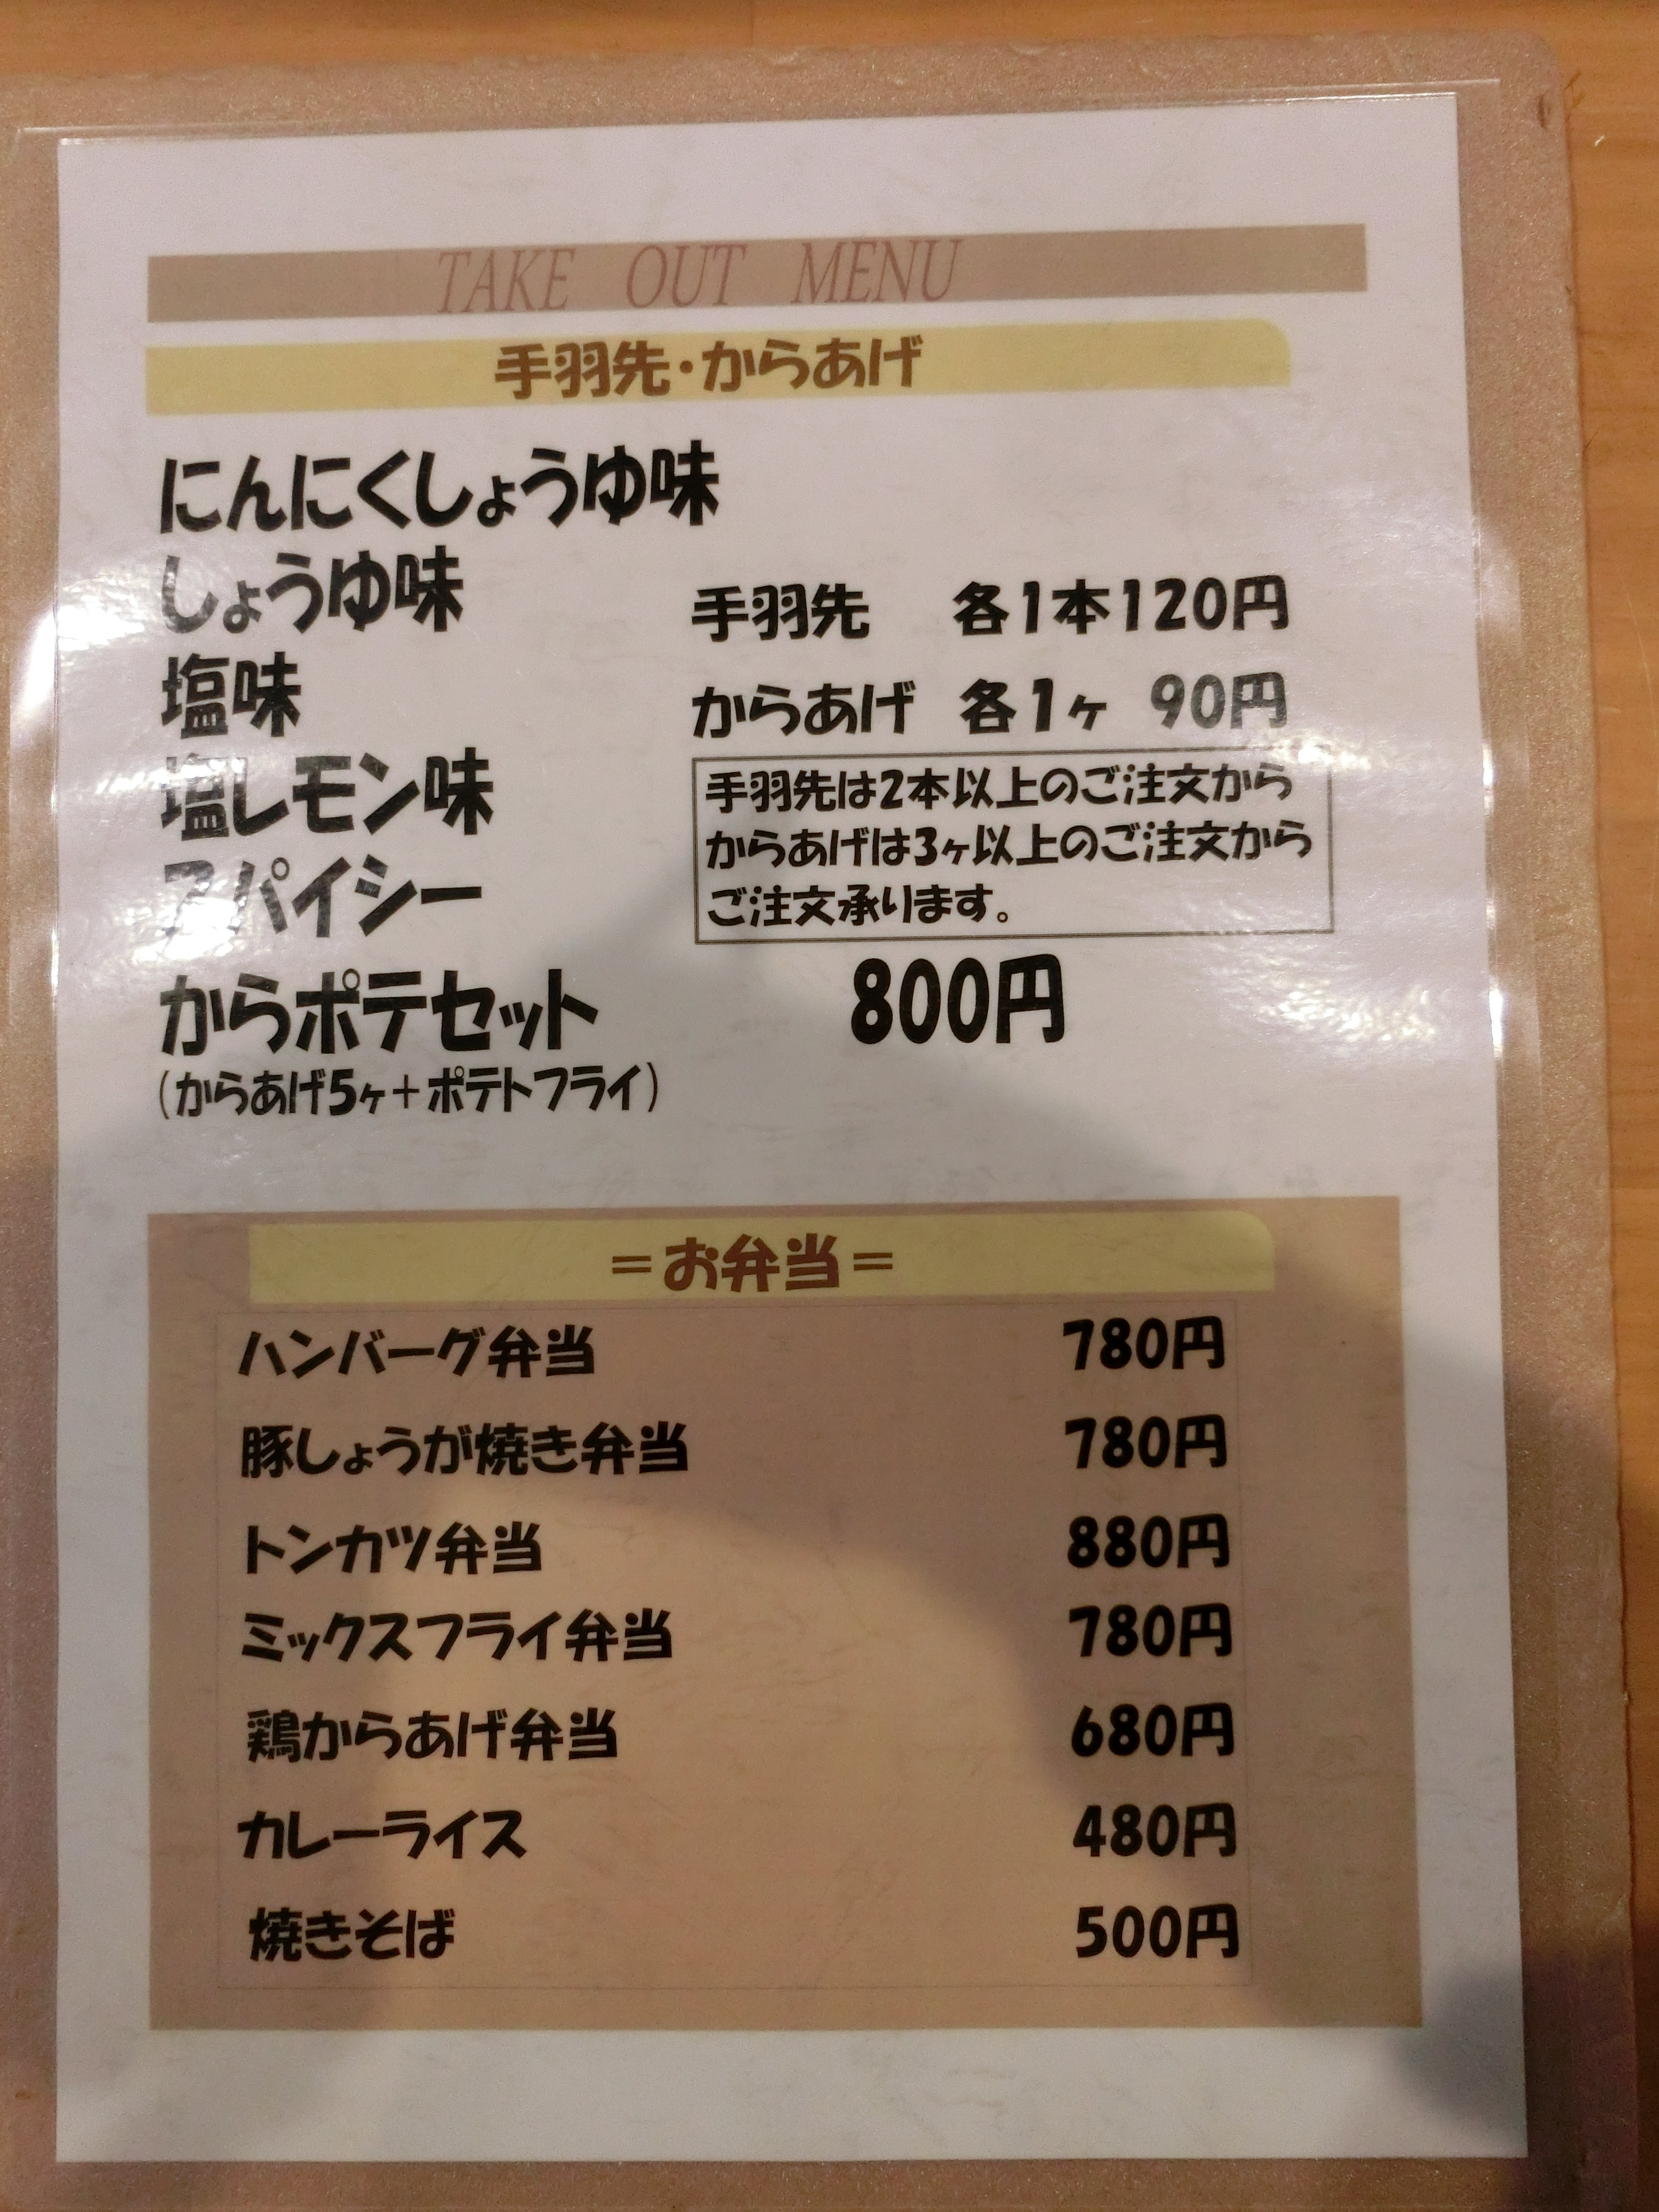 TAKE OUT MENU
手羽先・からあげ
にんにくしょうゆ味
しょうゆ味
塩味
塩レモン味
スパイシー
手羽先 各1本120円
からあげ 各1ヶ 90円
手羽先は2本以上のご注文から
からあげは3ヶ以上のご注文から
ご注文承ります。
からポテセット 800円
(からあげ5ヶ+ポテトフライ)
=お弁当=
ハンバーグ弁当 780円
豚しょうが焼き弁当 780円
トンカツ弁当 880円
ミックスフライ弁当 780円
鶏からあげ弁当 680円
カレーライス 480円
焼きそば 500円